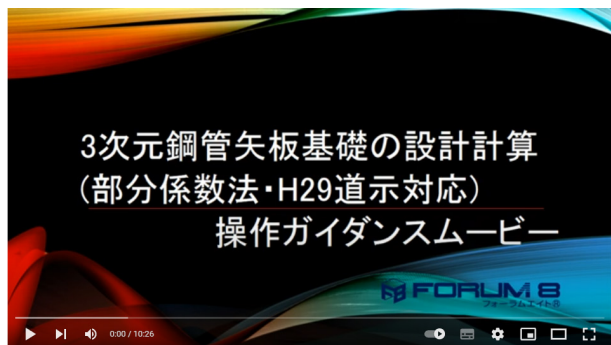 3次元鋼管矢板基礎の設計計算
(部分係数法・H29道示対応)
操作ガイダンスムービー
FORUM 8
フォーラムエイト
0:00 / 10:26